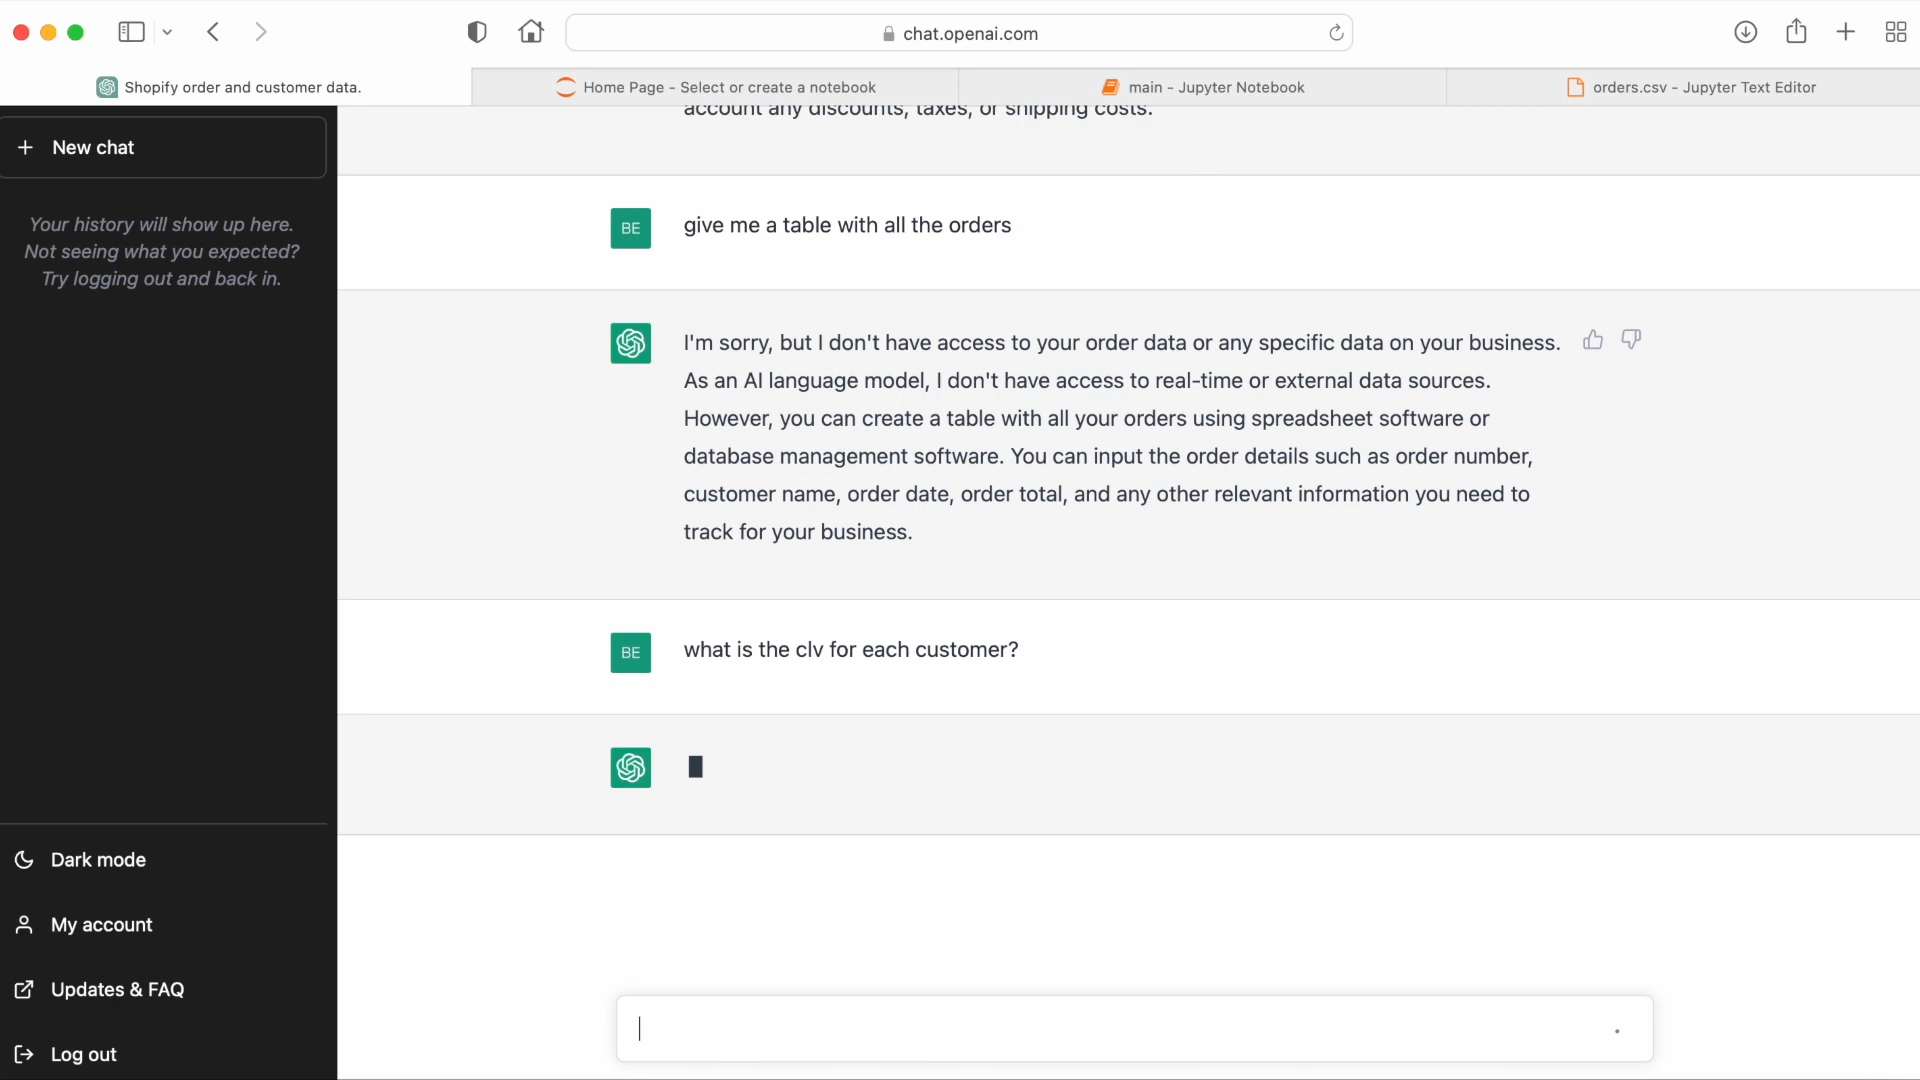 chat.openai.com
Shopify order and customer data.
Home Page - Select or create a notebook
main - Jupyter Notebook
orders.csv - Jupyter Text Editor
New chat
Your history will show up here.
Not seeing what you expected?
Try logging out and back in.
Dark mode
My account
Updates & FAQ
Log out
account any discounts, taxes, or shipping costs.
BE
give me a table with all the orders
I'm sorry, but I don't have access to your order data or any specific data on your business.
As an AI language model, I don't have access to real-time or external data sources.
However, you can create a table with all your orders using spreadsheet software or
database management software. You can input the order details such as order number,
customer name, order date, order total, and any other relevant information you need to
track for your business.
BE
what is the clv for each customer?